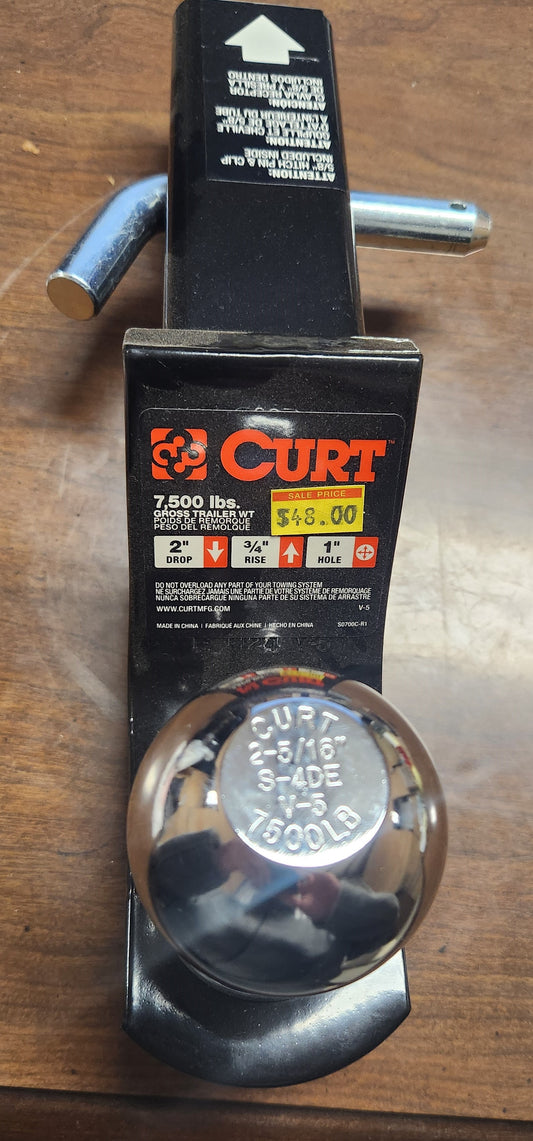 ATTENTION:
5/8" HITCH PIN & CLIP
INCLUDED INSIDE
ATTENTION:
GOUPILLE ET CHEVILLE
D'ATTELAGE DE 5/8"
À L'INTÉRIEUR DU TUBE
ATENCIÓN:
CLAVIJA RECEPTOR
DE 5/8" Y PRESILLA
INCLUIDOS DENTRO
CURT™
7,500 lbs.
GROSS TRAILER WT
POIDS DE REMORQUE
PESO DEL REMOLQUE
SALE PRICE
$48.00
2" DROP
3/4" RISE
1" HOLE
DO NOT OVERLOAD ANY PART OF YOUR TOWING SYSTEM
NE SURCHARGEZ JAMAIS UNE PARTIE DE VOTRE SYSTÈME DE REMORQUAGE
NUNCA SOBRECARGUE NINGUNA PARTE DE SU SISTEMA DE ARRASTRE
WWW.CURTMFG.COM V-5
MADE IN CHINA | FABRIQUÉ AUX CHINE | HECHO EN CHINA S0700C-R1
CURT
2-5/16"
S-4DE
V-5
7500LB